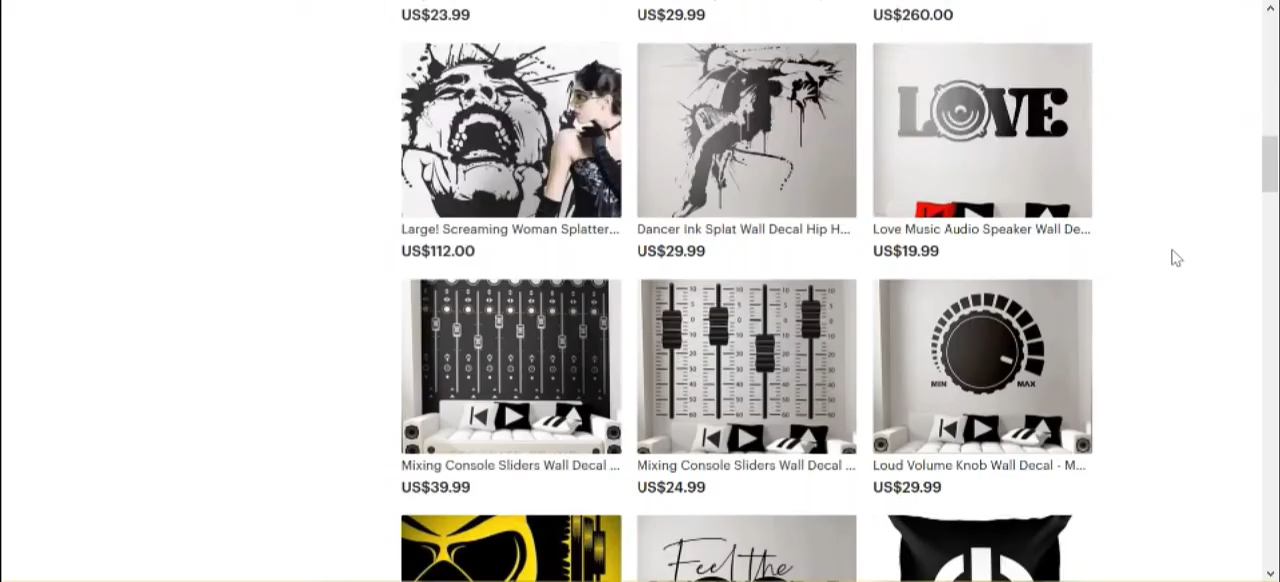 US$23.99
US$29.99
US$260.00
LOVE
Large! Screaming Woman Splatter...
Dancer Ink Splat Wall Decal Hip H...
Love Music Audio Speaker Wall De...
US$112.00
US$29.99
US$19.99
MIN MAX
Mixing Console Sliders Wall Decal ...
Mixing Console Sliders Wall Decal ...
Loud Volume Knob Wall Decal - M...
US$39.99
US$24.99
US$29.99
Feel the